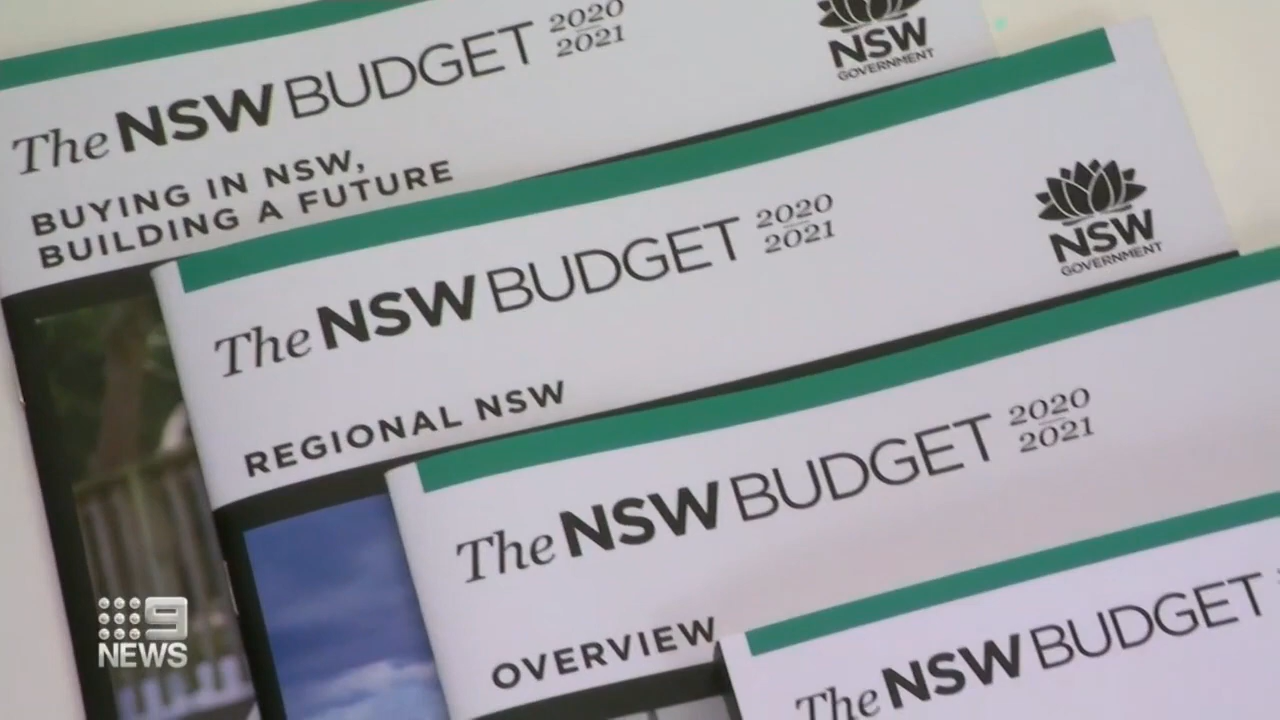 The NSW BUDGET 2020 2021
NSW
GOVERNMENT
BUYING IN NSW,
BUILDING A FUTURE
The NSW BUDGET 2020 2021
NSW
GOVERNMENT
REGIONAL NSW
The NSW BUDGET 2020 2021
OVERVIEW
The NSW BUDGET
9
NEWS